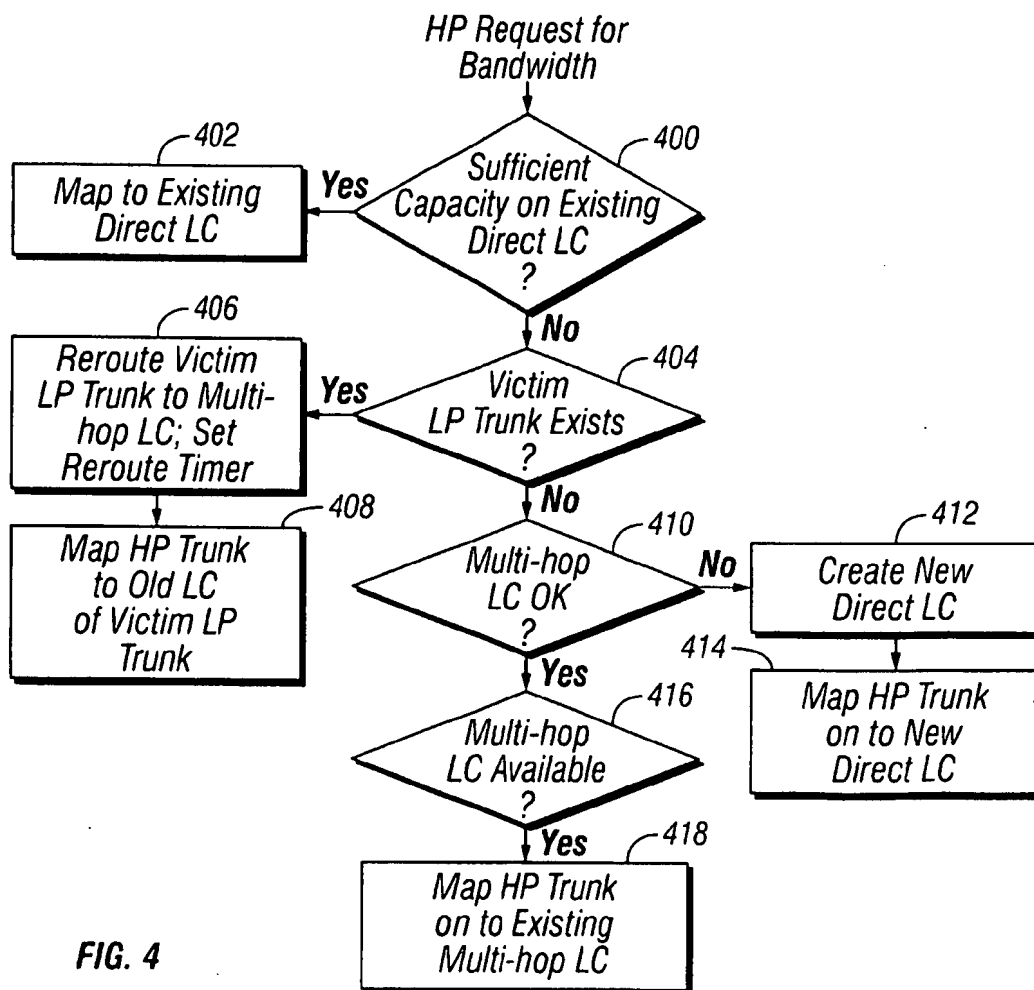 HP Request for
Bandwidth
400
Sufficient
Capacity on Existing
Direct LC
?
Yes
402
Map to Existing
Direct LC
No
404
Victim
LP Trunk Exists
?
Yes
406
Reroute Victim
LP Trunk to Multi-
hop LC; Set
Reroute Timer
408
Map HP Trunk
to Old LC
of Victim LP
Trunk
No
410
Multi-hop
LC OK
?
No
412
Create New
Direct LC
414
Map HP Trunk
on to New
Direct LC
Yes
416
Multi-hop
LC Available
?
Yes
418
Map HP Trunk
on to Existing
Multi-hop LC
FIG. 4